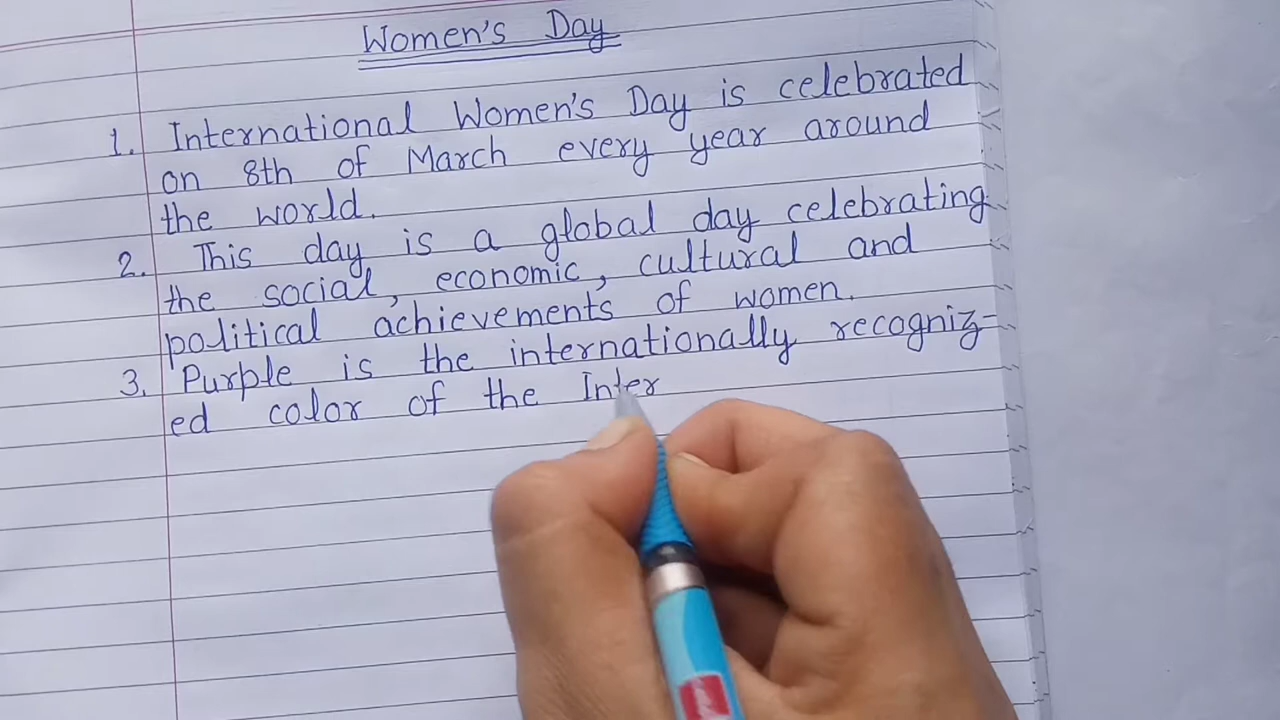 Women's Day
1. International Women's Day is celebrated
on 8th of March every year around
the world.
2. This day is a global day celebrating
the social, economic, cultural and
political achievements of women.
3. Purple is the internationally recogniz-
ed color of the Inter